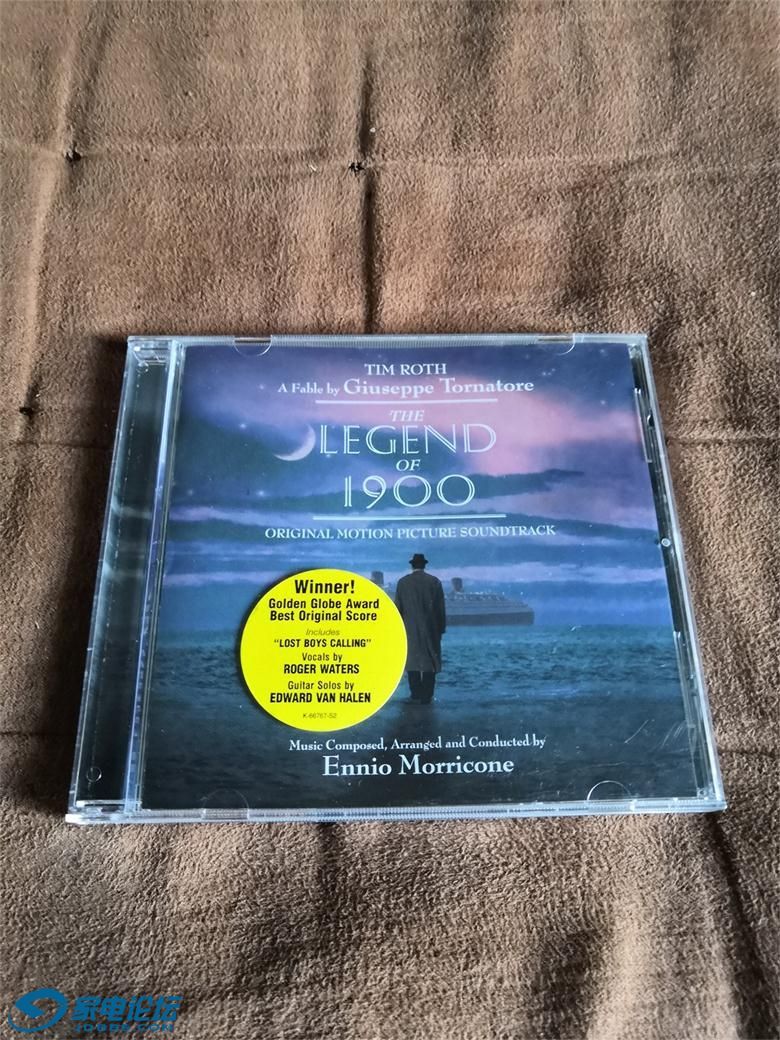 TIM ROTH
A Fable by Giuseppe Tornatore
THE
LEGEND
OF
1900
ORIGINAL MOTION PICTURE SOUNDTRACK
Winner!
Golden Globe Award
Best Original Score
Includes
"LOST BOYS CALLING"
Vocals by
ROGER WATERS
Guitar Solos by
EDWARD VAN HALEN
K-66767-S2
Music Composed, Arranged and Conducted by
Ennio Morricone
家电论坛
JDBBS.COM